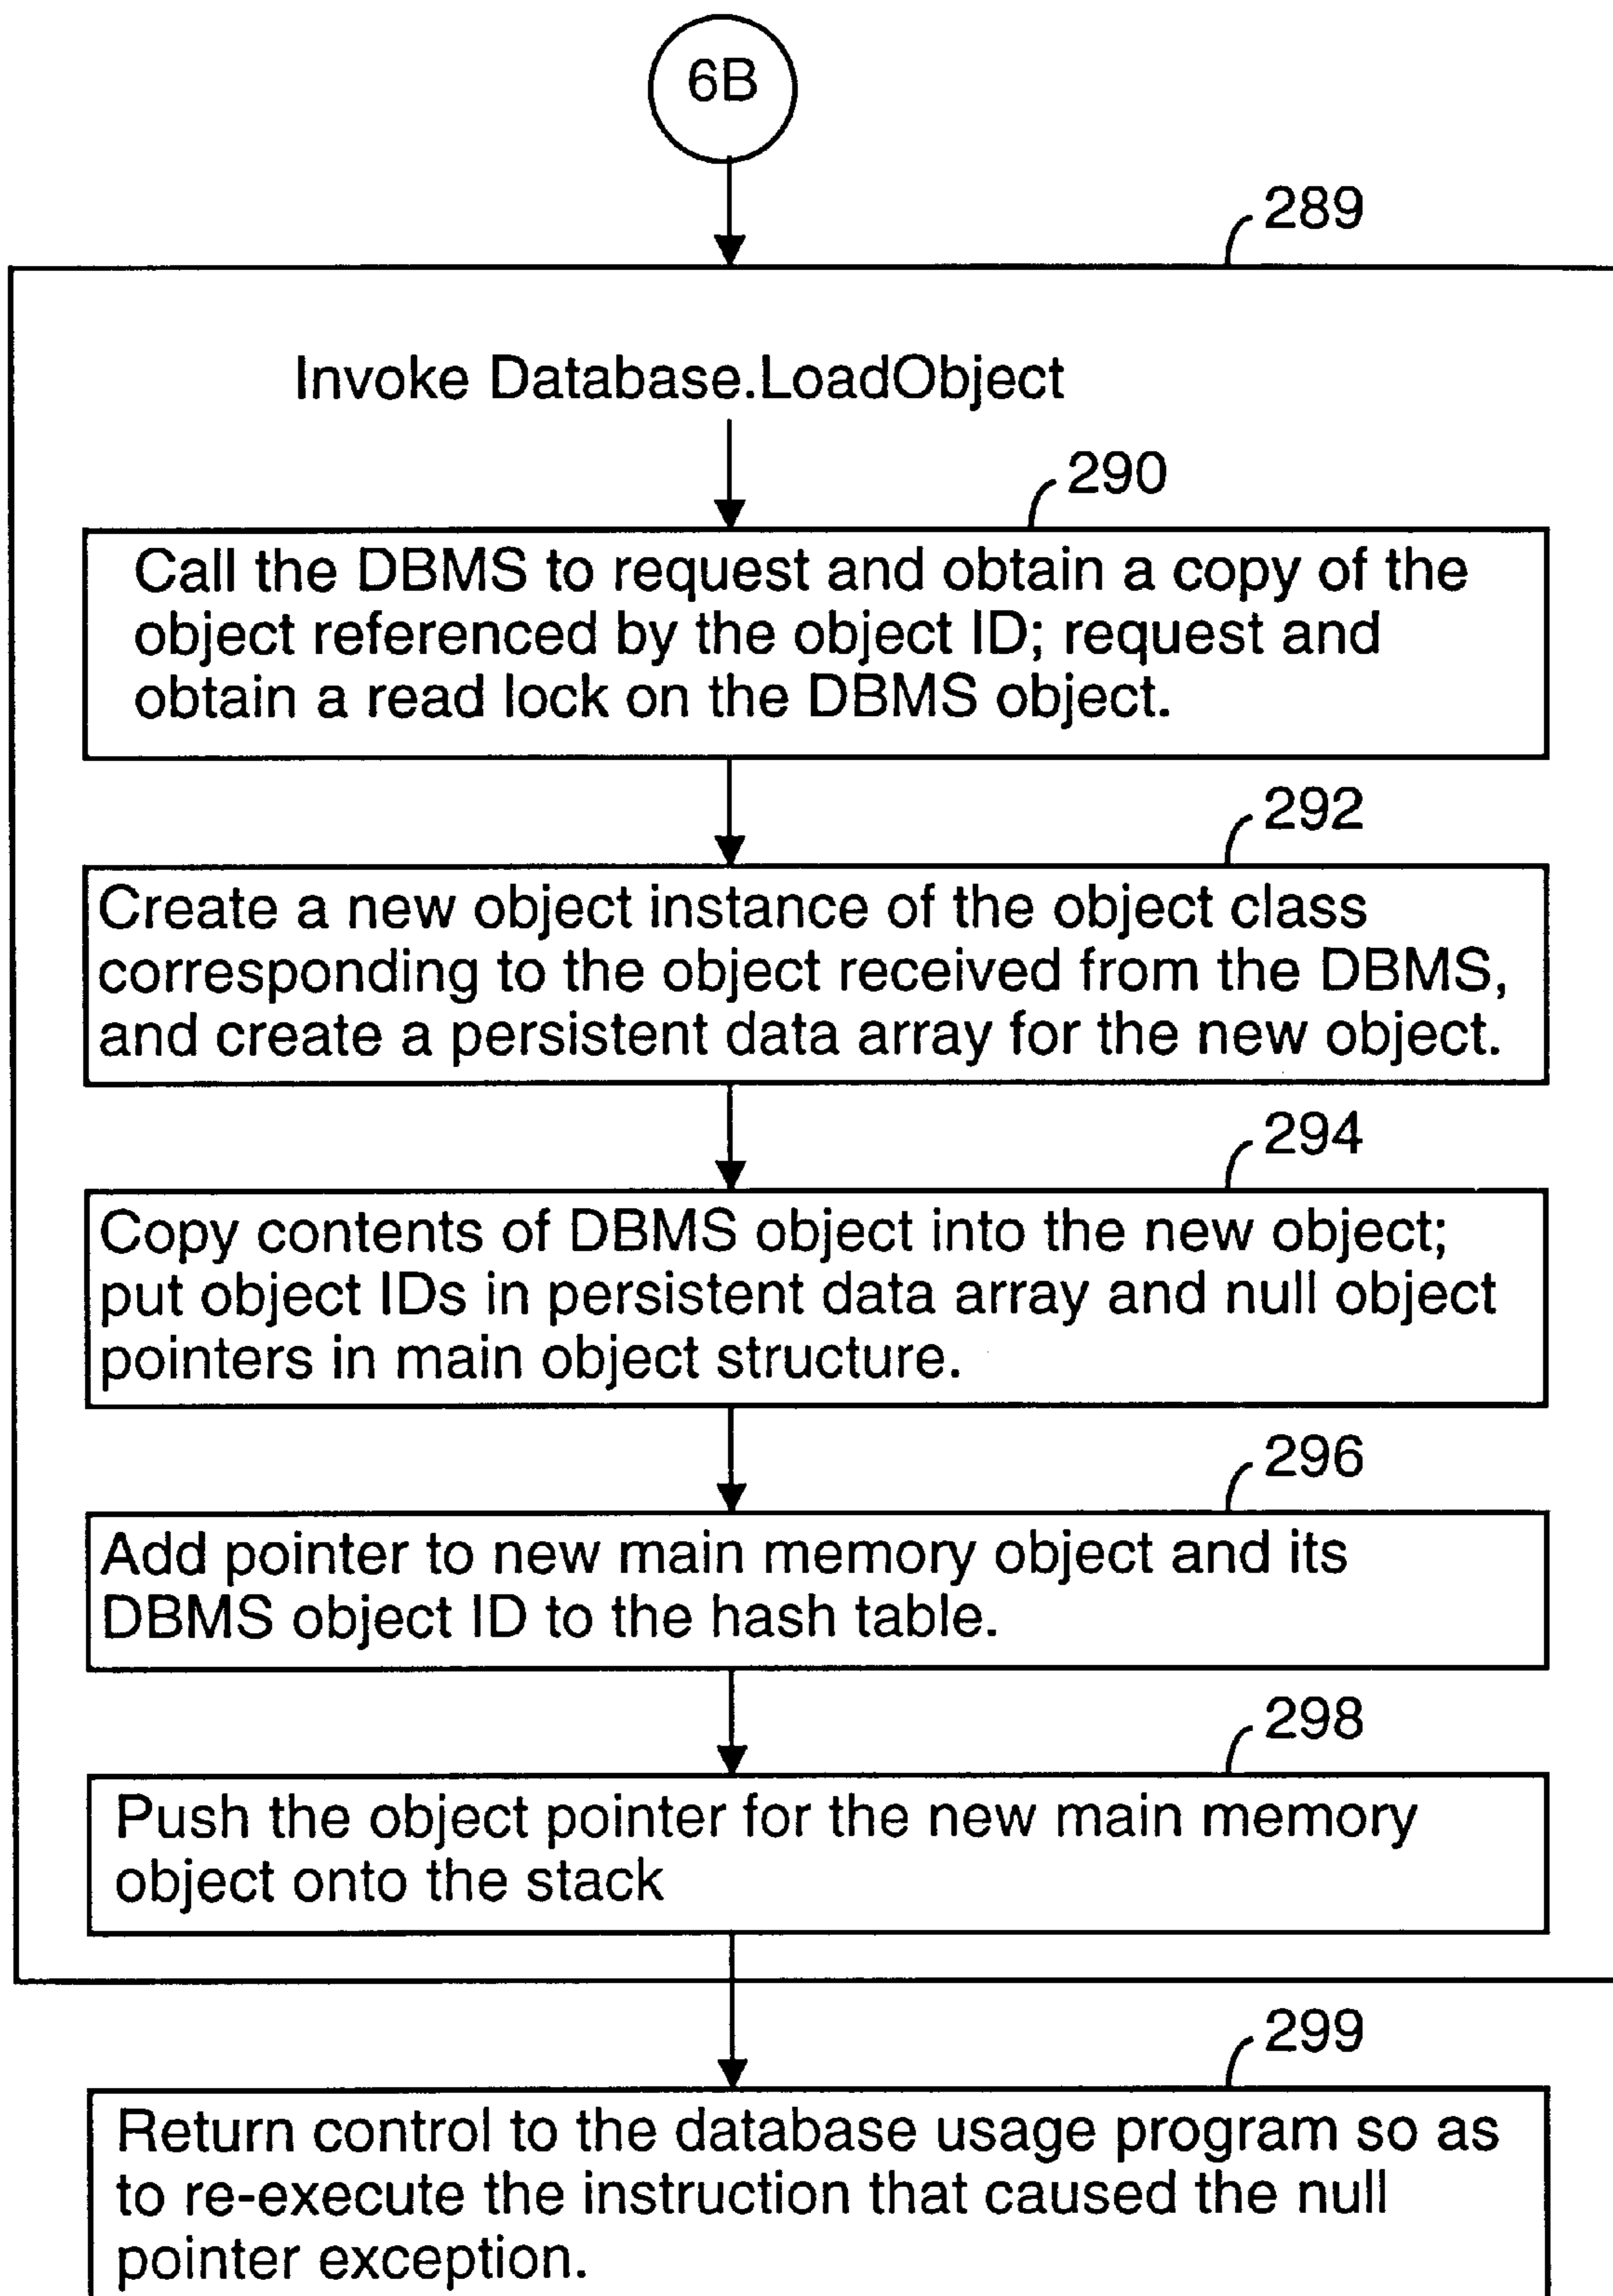 6B
289
Invoke Database.LoadObject
290
Call the DBMS to request and obtain a copy of the
object referenced by the object ID; request and
obtain a read lock on the DBMS object.
292
Create a new object instance of the object class
corresponding to the object received from the DBMS,
and create a persistent data array for the new object.
294
Copy contents of DBMS object into the new object;
put object IDs in persistent data array and null object
pointers in main object structure.
296
Add pointer to new main memory object and its
DBMS object ID to the hash table.
298
Push the object pointer for the new main memory
object onto the stack
299
Return control to the database usage program so as
to re-execute the instruction that caused the null
pointer exception.